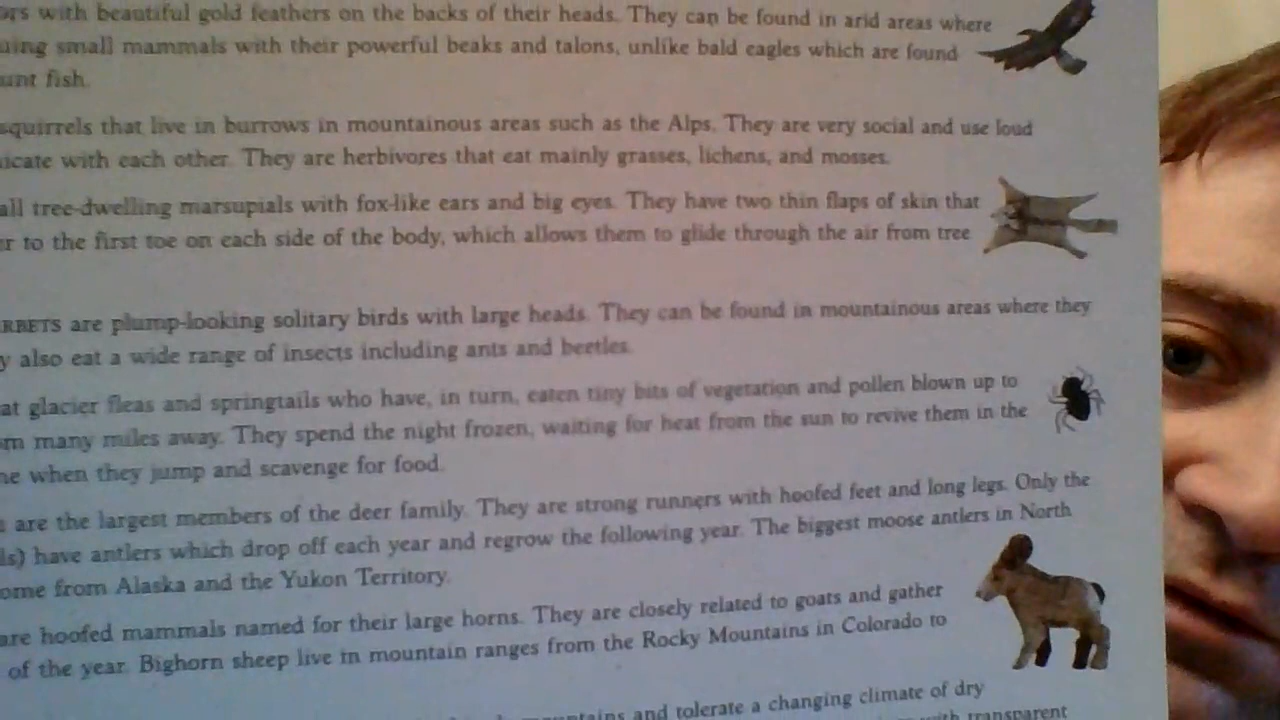 ors with beautiful gold feathers on the backs of their heads. They can be found in arid areas where
uing small mammals with their powerful beaks and talons, unlike bald eagles which are found
unt fish.
squirrels that live in burrows in mountainous areas such as the Alps. They are very social and use loud
nicate with each other. They are herbivores that eat mainly grasses, lichens, and mosses.
all tree-dwelling marsupials with fox-like ears and big eyes. They have two thin flaps of skin that
er to the first toe on each side of the body, which allows them to glide through the air from tree
RBETS are plump-looking solitary birds with large heads. They can be found in mountainous areas where they
y also eat a wide range of insects including ants and beetles.
at glacier fleas and springtails who have, in turn, eaten tiny bits of vegetation and pollen blown up to
om many miles away. They spend the night frozen, waiting for heat from the sun to revive them in the
ne when they jump and scavenge for food.
are the largest members of the deer family. They are strong runners with hoofed feet and long legs. Only the
ls) have antlers which drop off each year and regrow the following year. The biggest moose antlers in North
ome from Alaska and the Yukon Territory.
are hoofed mammals named for their large horns. They are closely related to goats and gather
of the year. Bighorn sheep live in mountain ranges from the Rocky Mountains in Colorado to
mountains and tolerate a changing climate of dry
with transparent